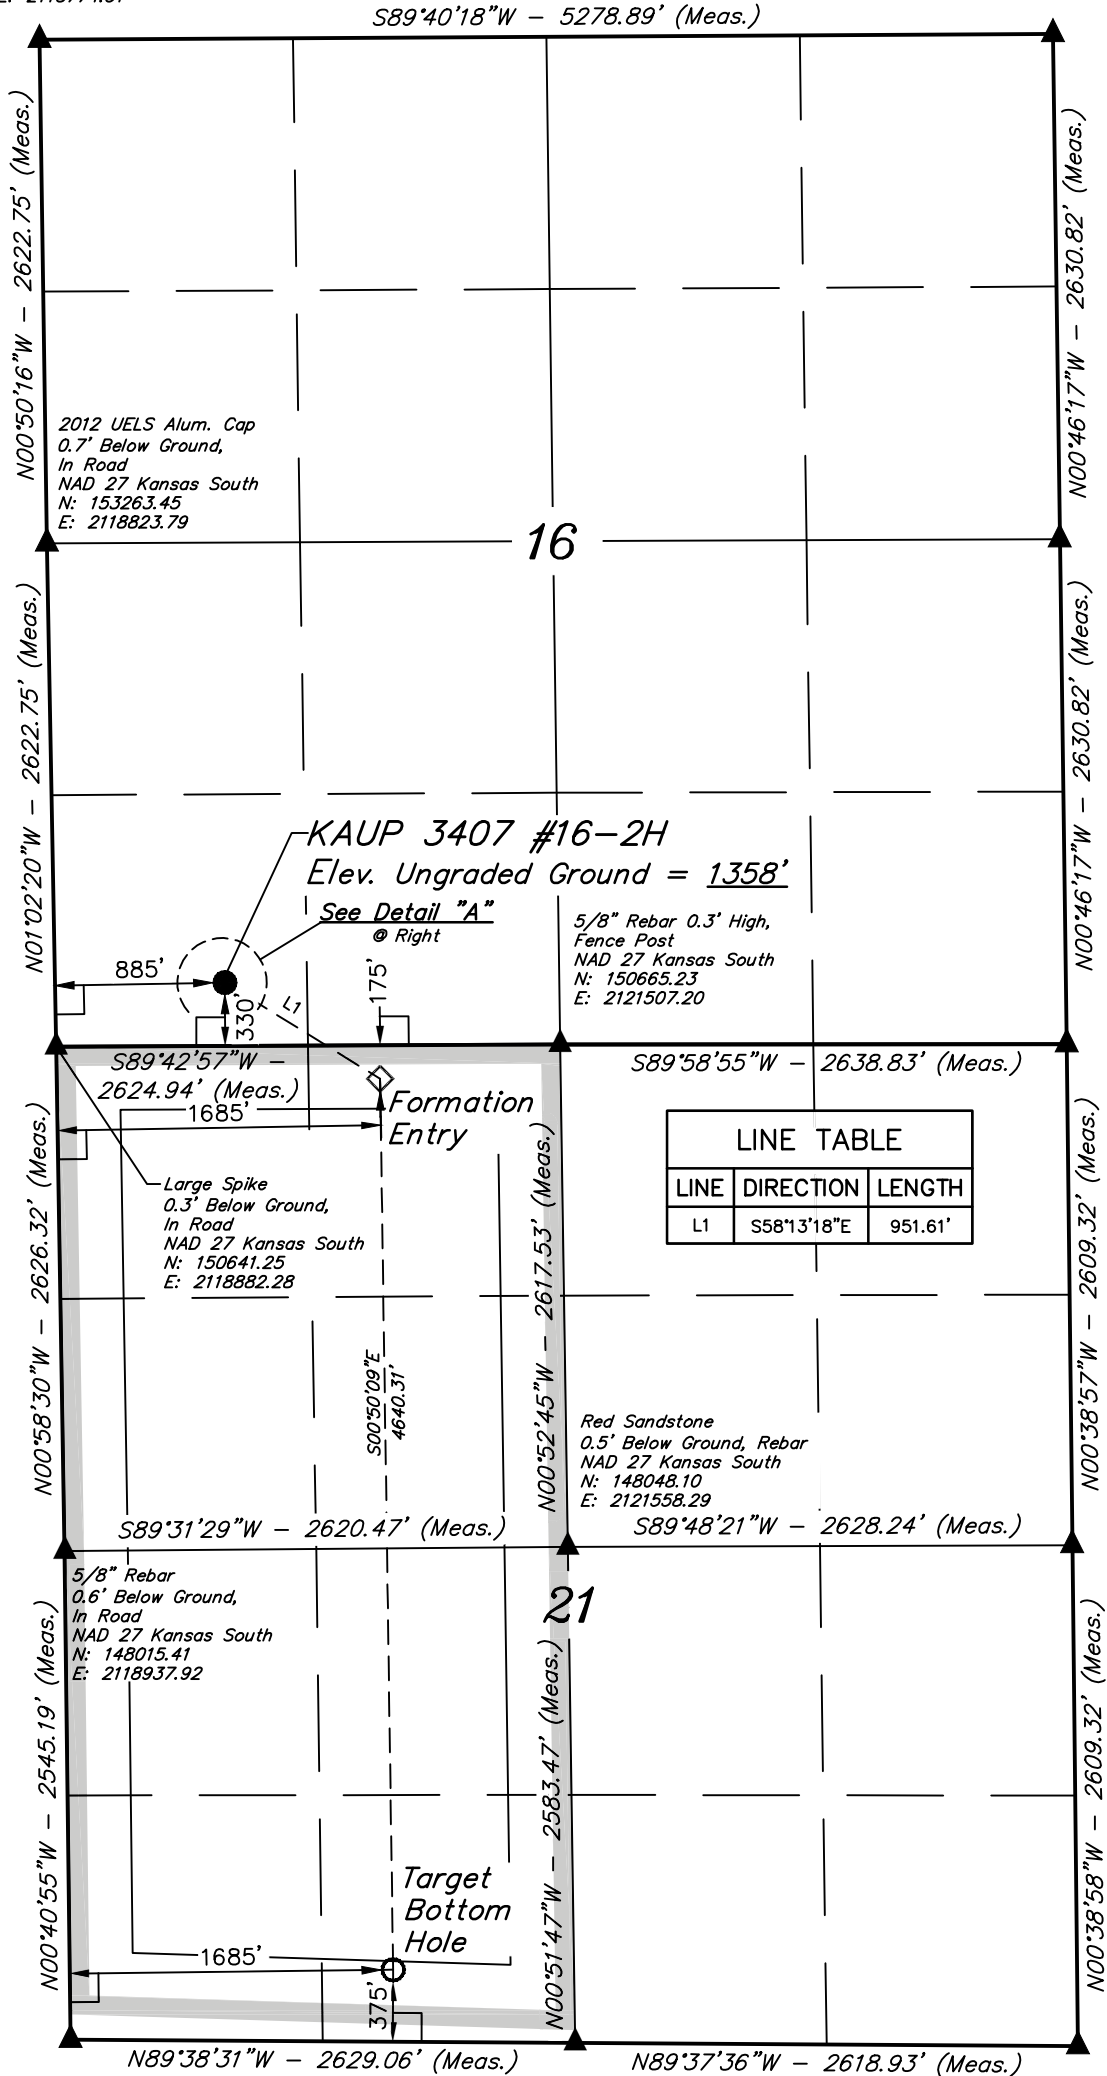 S89°40'18"W - 5278.89' (Meas.)
N00°50'16"W - 2622.75' (Meas.)
N00°46'17"W - 2630.82' (Meas.)
2012 UELS Alum. Cap
0.7' Below Ground,
In Road
NAD 27 Kansas South
N: 153263.45
E: 2118823.79
16
N01°02'20"W - 2622.75' (Meas.)
N00°46'17"W - 2630.82' (Meas.)
KAUP 3407 #16-2H
Elev. Ungraded Ground = 1358'
See Detail "A"
@ Right
5/8" Rebar 0.3' High,
Fence Post
NAD 27 Kansas South
N: 150665.23
E: 2121507.20
885'
330'
L1
175'
S89°42'57"W -
2624.94' (Meas.)
S89°58'55"W - 2638.83' (Meas.)
1685'
Formation
Entry
LINE TABLE
LINE DIRECTION LENGTH
L1 S58°13'18"E 951.61'
Large Spike
0.3' Below Ground,
In Road
NAD 27 Kansas South
N: 150641.25
E: 2118882.28
N00°58'30"W - 2626.32' (Meas.)
S00°50'09"E
4640.31'
N00°52'45"W - 2617.53' (Meas.)
N00°38'57"W - 2609.32' (Meas.)
Red Sandstone
0.5' Below Ground, Rebar
NAD 27 Kansas South
N: 148048.10
E: 2121558.29
S89°31'29"W - 2620.47' (Meas.)
S89°48'21"W - 2628.24' (Meas.)
5/8" Rebar
0.6' Below Ground,
In Road
NAD 27 Kansas South
N: 148015.41
E: 2118937.92
21
N00°40'55"W - 2545.19' (Meas.)
N00°51'47"W - 2583.47' (Meas.)
N00°38'58"W - 2609.32' (Meas.)
Target
Bottom
Hole
1685'
375'
N89°38'31"W - 2629.06' (Meas.)
N89°37'36"W - 2618.93' (Meas.)